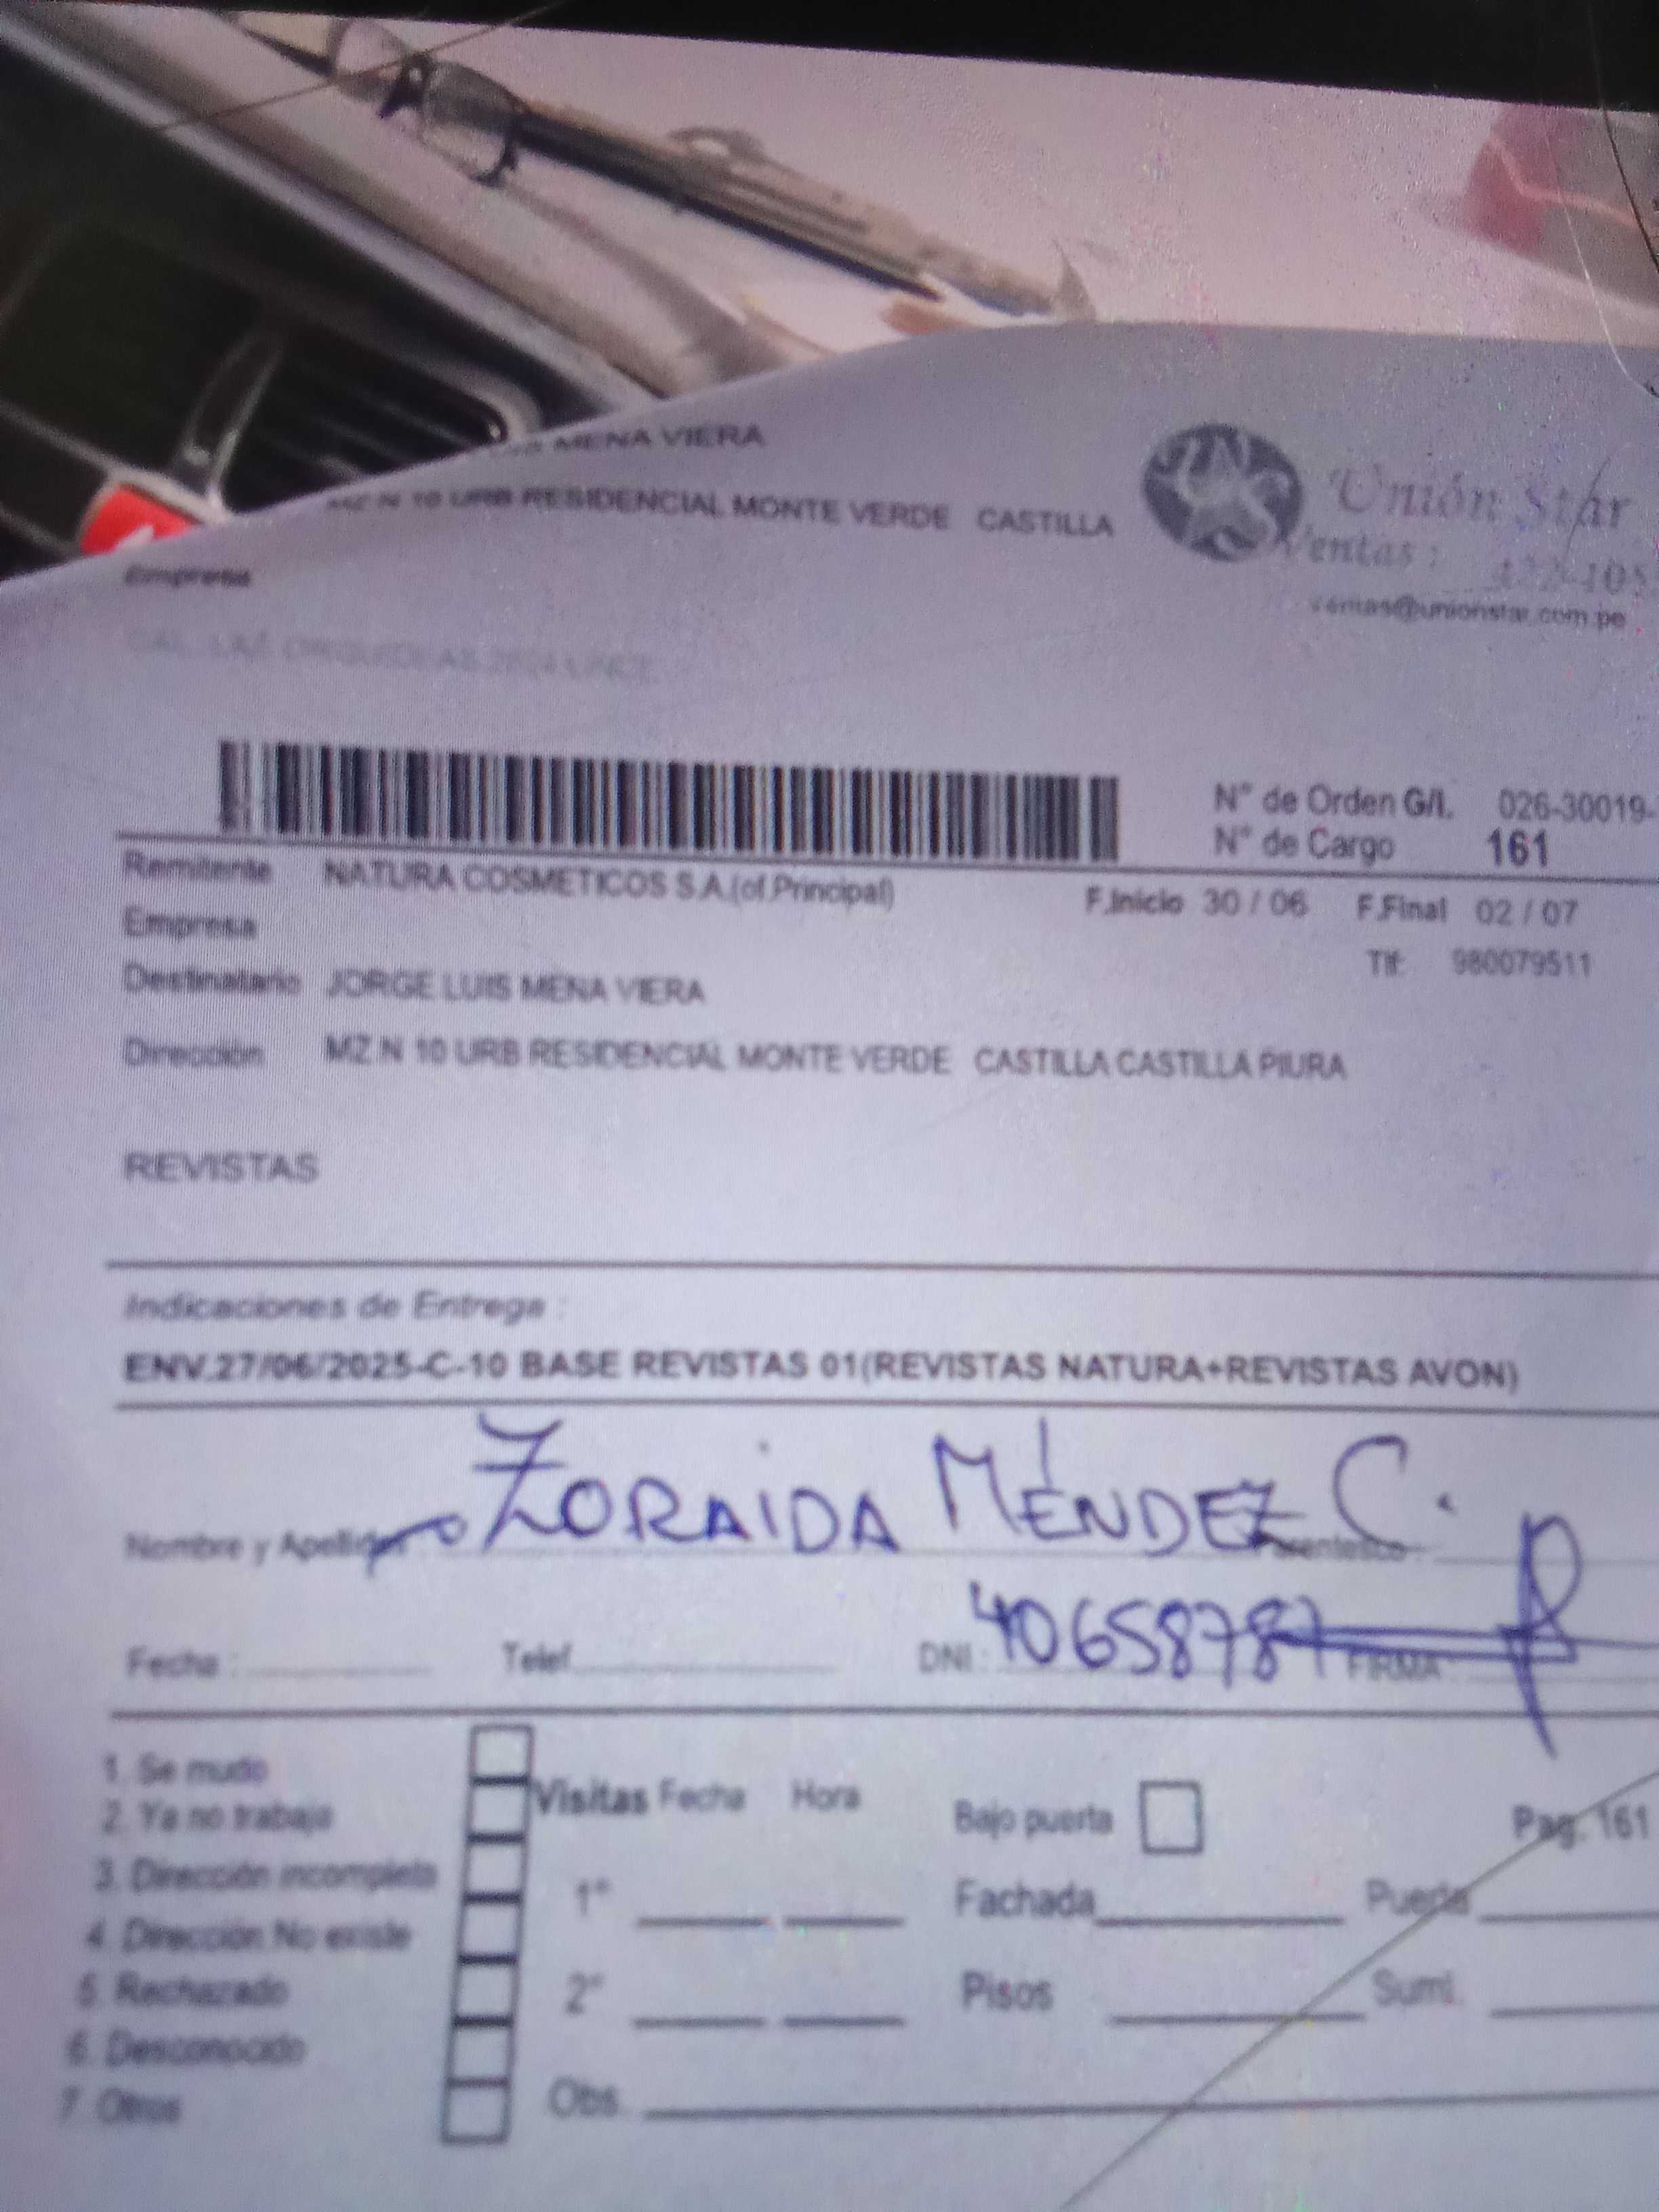 MENA VIERA
MZ N 10 URB RESIDENCIAL MONTE VERDE CASTILLA
Unión Star
Ventas :
ventas@unionstar.com.pe
Empresa
N° de Orden G/I. 026-30019-
N° de Cargo 161
Remitente NATURA COSMETICOS S.A.(of.Principal)
F.Inicio 30 / 06 F.Final 02 / 07
Empresa
Tlf: 980079511
Destinatario JORGE LUIS MENA VIERA
Dirección MZ N 10 URB RESIDENCIAL MONTE VERDE CASTILLA CASTILLA PIURA
REVISTAS
Indicaciones de Entrega :
ENV.27/06/2025-C-10 BASE REVISTAS 01(REVISTAS NATURA+REVISTAS AVON)
ZORAIDA MÉNDEZ C.
Nombre y Apellido Parentesco:
Fecha : Telef. DNI : 40658787 FIRMA
1. Se mudo
2. Ya no trabaja
3. Dirección incompleta
4. Dirección No existe
5. Rechazado
6. Desconocido
7. Otros
Visitas Fecha Hora
1°
2°
Obs.
Bajo puerta Pag. 161
Fachada Puerta
Pisos Sumi.